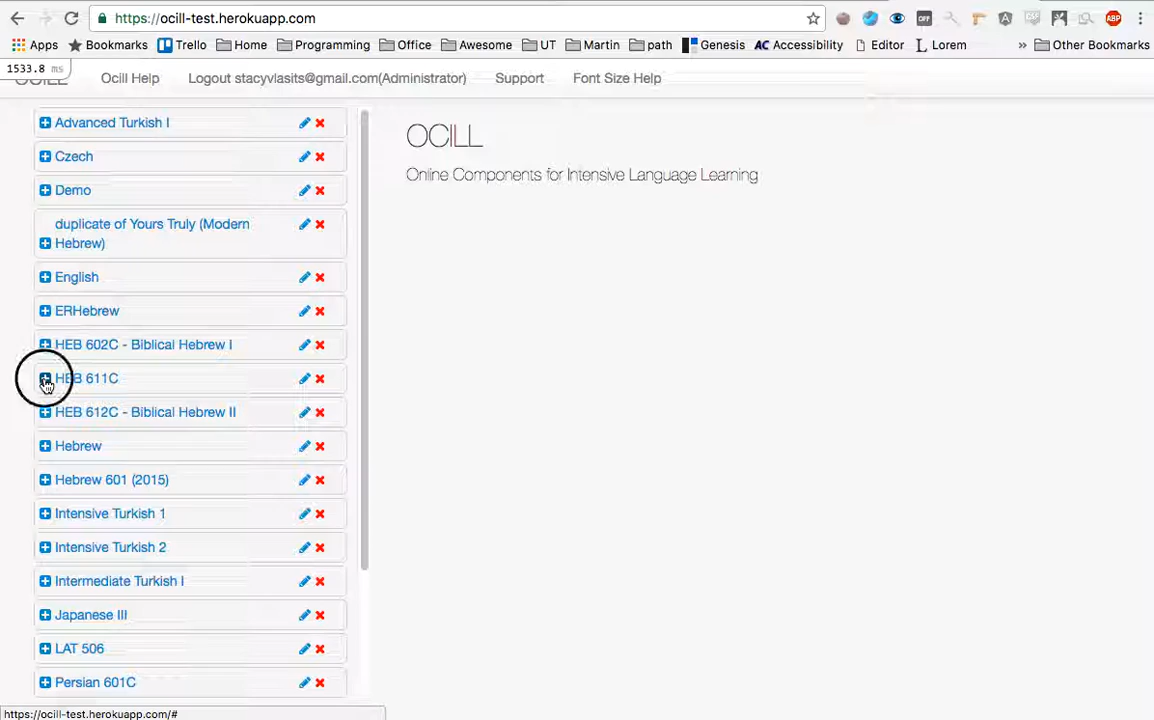 https://ocill-test.herokuapp.com
Apps Bookmarks Trello Home Programming Office Awesome UT Martin path Genesis AC Accessibility Editor Lorem » Other Bookmarks
1533.8 ms
OCILL Ocill Help Logout stacyvlasits@gmail.com(Administrator) Support Font Size Help
Advanced Turkish I
Czech
Demo
duplicate of Yours Truly (Modern
Hebrew)
English
ERHebrew
HEB 602C - Biblical Hebrew I
HEB 611C
HEB 612C - Biblical Hebrew II
Hebrew
Hebrew 601 (2015)
Intensive Turkish 1
Intensive Turkish 2
Intermediate Turkish I
Japanese III
LAT 506
Persian 601C
OCILL
Online Components for Intensive Language Learning
https://ocill-test.herokuapp.com/#